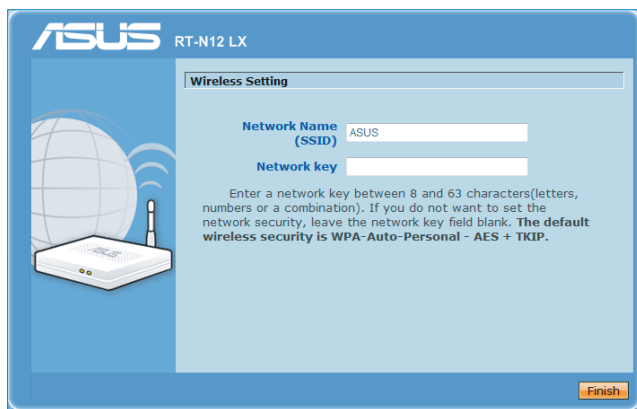 ASUS RT-N12 LX
Wireless Setting
Network Name
(SSID)
ASUS
Network key
Enter a network key between 8 and 63 characters(letters,
numbers or a combination). If you do not want to set the
network security, leave the network key field blank. The default
wireless security is WPA-Auto-Personal - AES + TKIP.
ASUS
Finish